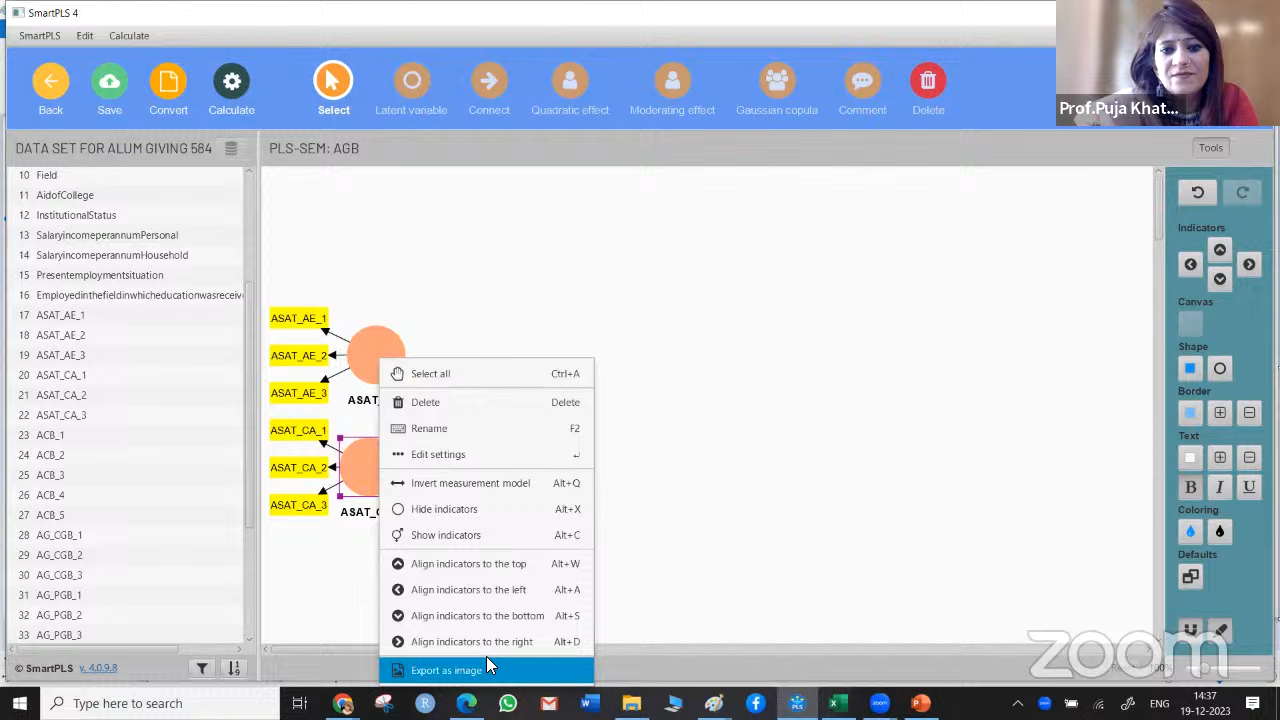 SmartPLS 4
SmartPLS Edit Calculate
Back Save Convert Calculate Select Latent variable Connect Quadratic effect Moderating effect Gaussian copula Comment Delete
Prof.Puja Khat...
DATA SET FOR ALUM GIVING 584
PLS-SEM: AGB
Tools
10 Field
11 AidofCollege
12 InstitutionalStatus
13 SalaryincomeperannumPersonal
14 SalaryincomeperannumHousehold
15 Presentemploymentsituation
16 Employedinthefieldinwhicheducationwasreceive
17 ASAT_AE_1
18 ASAT_AE_2
19 ASAT_AE_3
20 ASAT_CA_1
21 ASAT_CA_2
22 ASAT_CA_3
23 ACB_1
24 ACB_2
25 ACB_3
26 ACB_4
27 ACB_5
28 AG_CGB_1
29 AG_CGB_2
30 AG_CGB_3
31 AG_PGB_1
32 AG_PGB_2
33 AG_PGB_3
© SmartPLS v. 4.0.9.8
ASAT_AE_1
ASAT_AE_2
ASAT_AE_3
ASAT_CA_1
ASAT_CA_2
ASAT_CA_3
Select all Ctrl+A
Delete Delete
Rename F2
Edit settings
Invert measurement model Alt+Q
Hide indicators Alt+X
Show indicators Alt+C
Align indicators to the top Alt+W
Align indicators to the left Alt+A
Align indicators to the bottom Alt+S
Align indicators to the right Alt+D
Export as image
Indicators
Canvas
Shape
Border
Text
B I U
Coloring
Defaults
zoom
Type here to search
ENG
14:37
19-12-2023